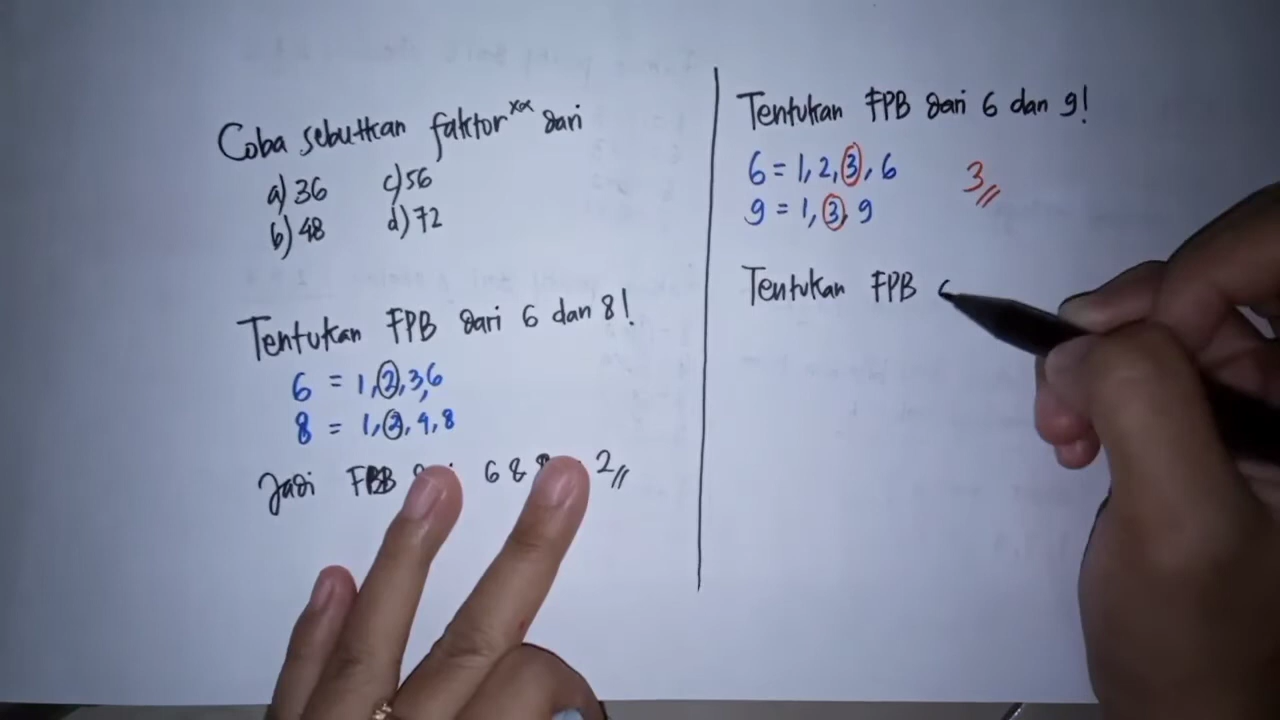 Coba sebutkan faktor xx dari
a) 36 c) 56
b) 48 d) 72
Tentukan FPB dari 6 dan 8!
6 = 1, 2, 3, 6
8 = 1, 2, 4, 8
Jadi FPB 6 & 2
Tentukan FPB dari 6 dan 9!
6 = 1, 2, 3, 6
9 = 1, 3, 9
3
Tentukan FPB